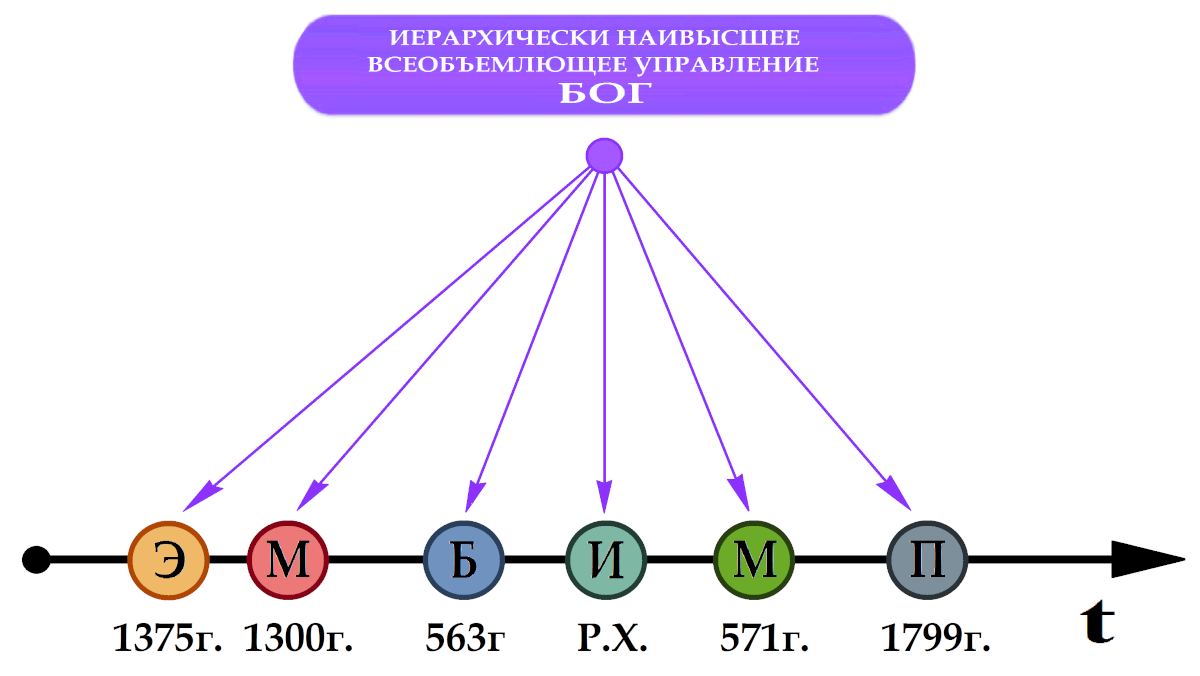 ИЕРАРХИЧЕСКИ НАИВЫСШЕЕ
ВСЕОБЪЕМЛЮЩЕЕ УПРАВЛЕНИЕ
БОГ
Э М Б И М П
1375г. 1300г. 563г Р.Х. 571г. 1799г.
t